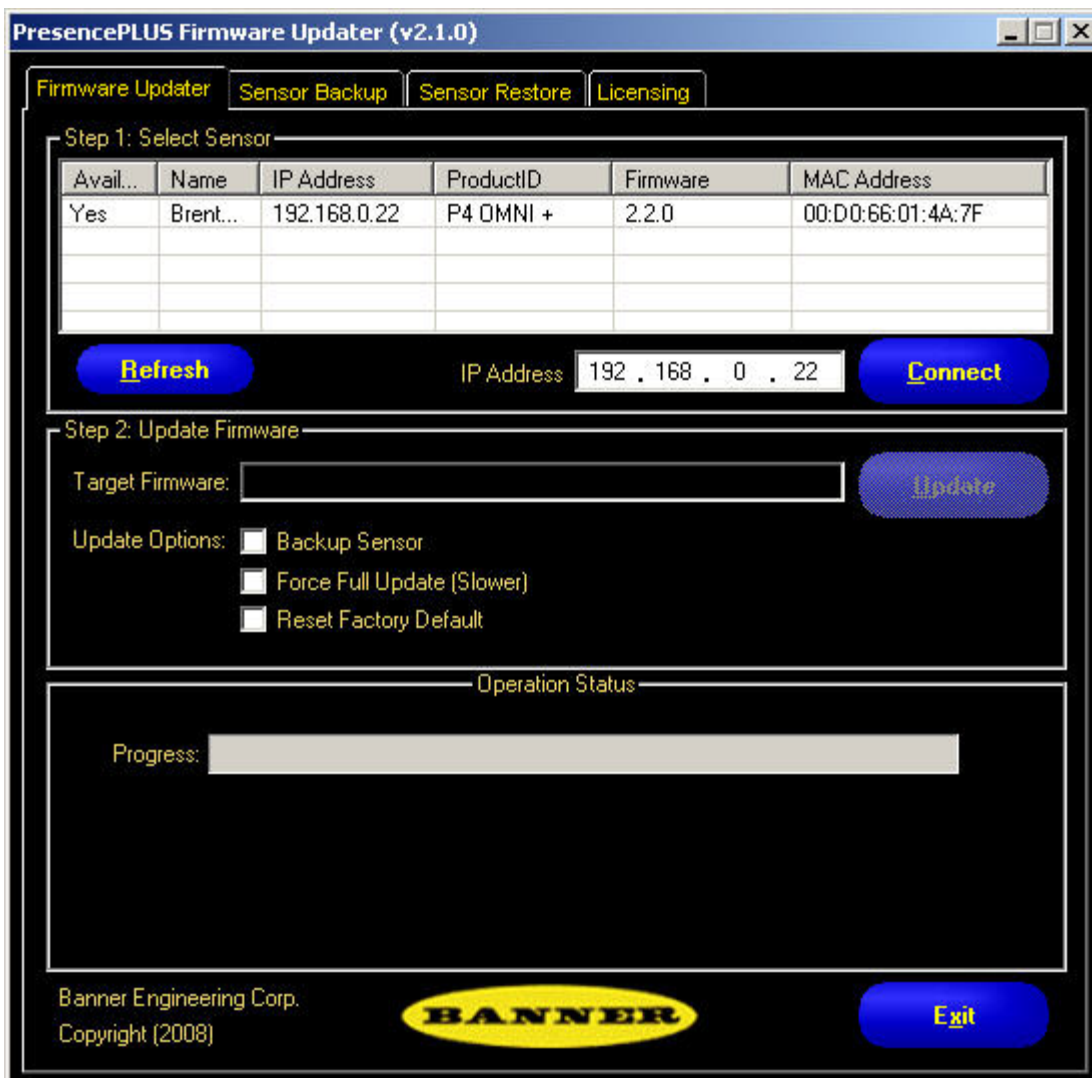 PresencePLUS Firmware Updater (v2.1.0)
Firmware Updater Sensor Backup Sensor Restore Licensing
Step 1: Select Sensor
Avail... Name IP Address ProductID Firmware MAC Address
Yes Brent... 192.168.0.22 P4 OMNI + 2.2.0 00:D0:66:01:4A:7F
Refresh IP Address 192 . 168 . 0 . 22 Connect
Step 2: Update Firmware
Target Firmware: Update
Update Options: Backup Sensor
Force Full Update (Slower)
Reset Factory Default
Operation Status
Progress:
Banner Engineering Corp.
Copyright (2008)
BANNER
Exit